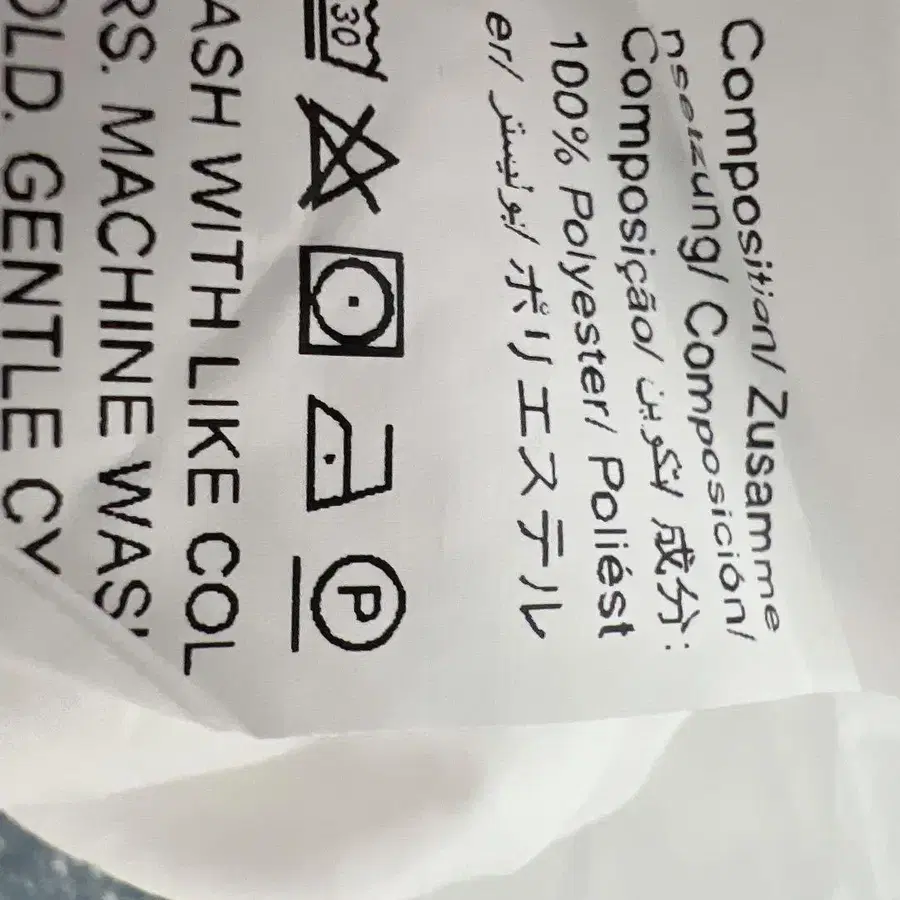 Composition/ Zusamme
nsetzung/ Composición/
Composição/ تكوين/ 成分:
100% Polyester/ Poliést
er/ بوليستر/ ポリエステル
30
P
ASH WITH LIKE COL
RS. MACHINE WAS
OLD. GENTLE CY